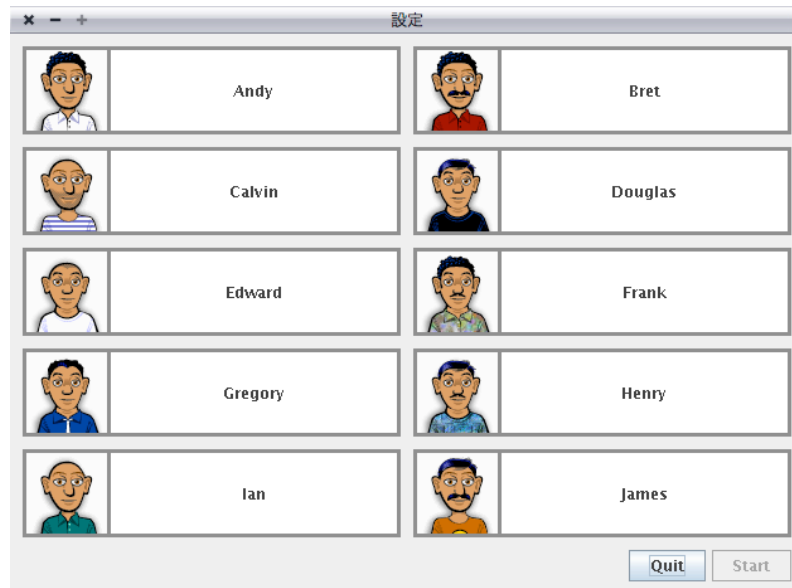 設定
Andy
Bret
Calvin
Douglas
Edward
Frank
Gregory
Henry
Ian
James
Quit
Start